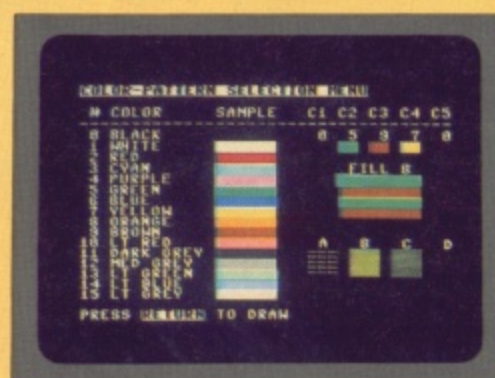 COLOR-PATTERN SELECTION MENU
# COLOR SAMPLE C1 C2 C3 C4 C5
0 BLACK 0 5 9 7 0
1 WHITE
2 RED
3 CYAN FILL B
4 PURPLE
5 GREEN
6 BLUE
7 YELLOW
8 ORANGE
9 BROWN
10 LT RED A B C D
11 DARK GREY
12 MED GREY
13 LT GREEN
14 LT BLUE
15 LT GREY
PRESS RETURN TO DRAW